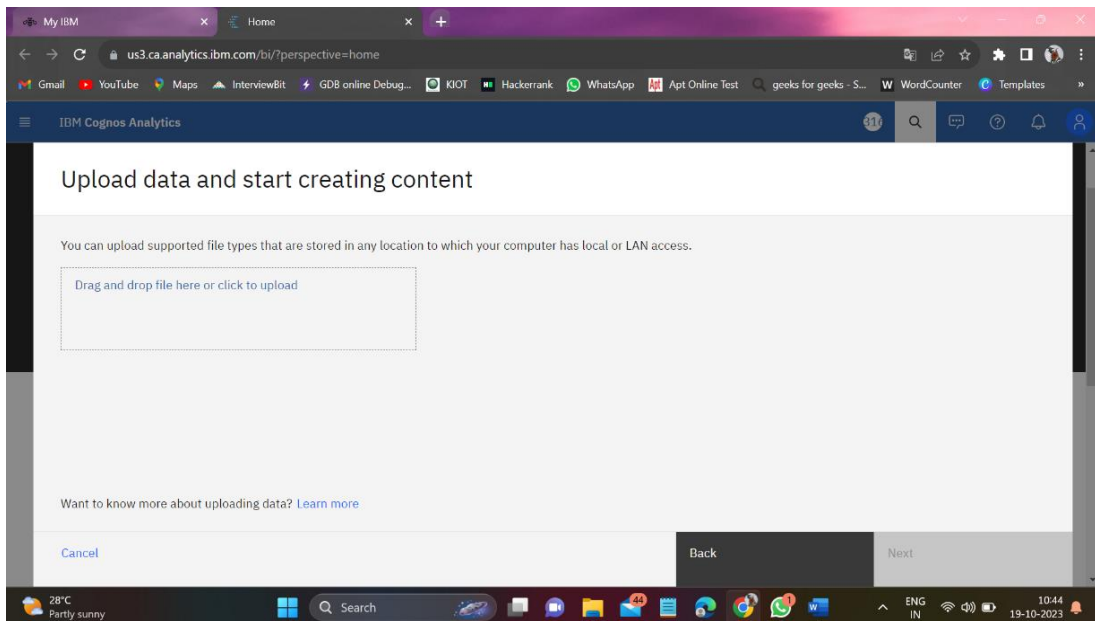 My IBM
Home
us3.ca.analytics.ibm.com/bi/?perspective=home
Gmail YouTube Maps InterviewBit GDB online Debug... KIOT Hackerrank WhatsApp Apt Online Test geeks for geeks - S... WordCounter Templates »
IBM Cognos Analytics
Upload data and start creating content
You can upload supported file types that are stored in any location to which your computer has local or LAN access.
Drag and drop file here or click to upload
Want to know more about uploading data? Learn more
Cancel Back Next
28°C
Partly sunny
Search
44
1
ENG
IN
10:44
19-10-2023